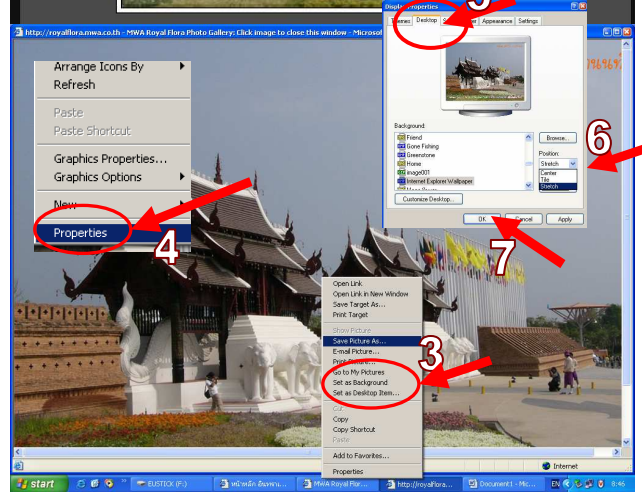 Display Properties
Themes Desktop Appearance Settings
http://royalflora.mwa.co.th - MWA Royal Flora Photo Gallery: Click image to close this window - Microsof
5
Arrange Icons By
Refresh
Paste
Paste Shortcut
Graphics Properties...
Graphics Options
New
Properties
4
Background:
Friend
Gone Fishing
Greenstone
Home
image001
Internet Explorer Wallpaper
Browse...
Position:
Stretch
Center
Tile
Stretch
6
Customize Desktop...
OK Cancel Apply
7
Open Link
Open Link in New Window
Save Target As...
Print Target
Show Picture
Save Picture As...
E-mail Picture...
Print Picture...
Go to My Pictures
Set as Background
Set as Desktop Item...
Cut
Copy
Copy Shortcut
Paste
Add to Favorites...
Properties
3
Internet
start
EUSTICK (F:)
MWA Royal Flor...
http://royalflora...
Document1 - Mic...
EN
8:46